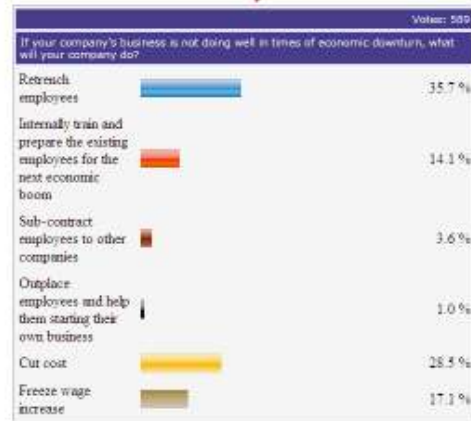 Votes: 589
If your company's business is not doing well in times of economic downturn, what
will your company do?
Retrench
employees
35.7 %
Internally train and
prepare the existing
employees for the
next economic
boom
14.1 %
Sub-contract
employees to other
companies
3.6 %
Outplace
employees and help
them starting their
own business
1.0 %
Cut cost
28.5 %
Freeze wage
increase
17.1 %